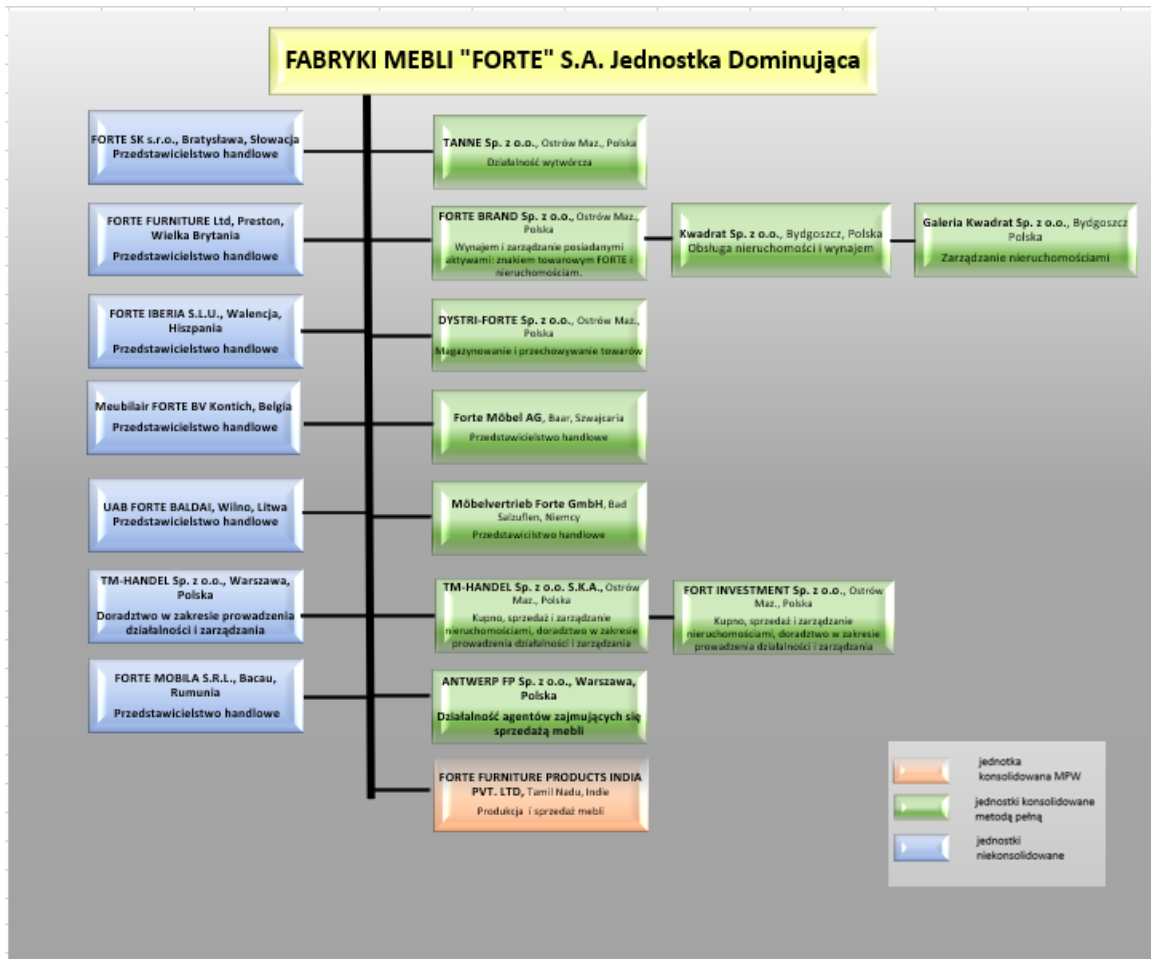 FABRYKI MEBLI "FORTE" S.A. Jednostka Dominująca
FORTE SK s.r.o., Bratysława, Słowacja
Przedstawicielstwo handlowe
TANNE Sp. z o.o., Ostrów Maz., Polska
Działalność wytwórcza
FORTE FURNITURE Ltd, Preston,
Wielka Brytania
Przedstawicielstwo handlowe
FORTE BRAND Sp. z o.o., Ostrów Maz.,
Polska
Wynajem i zarządzanie posiadanymi
aktywami: znakiem towarowym FORTE i
nieruchomościam.
Kwadrat Sp. z o.o., Bydgoszcz, Polska
Obsługa nieruchomości i wynajem
Galeria Kwadrat Sp. z o.o., Bydgoszcz
Polska
Zarządzanie nieruchomościami
FORTE IBERIA S.L.U., Walencja,
Hiszpania
Przedstawicielstwo handlowe
DYSTRI-FORTE Sp. z o.o., Ostrów Maz.,
Polska
Magazynowanie i przechowywanie towarów
Meubilair FORTE BV Kontich, Belgia
Przedstawicielstwo handlowe
Forte Möbel AG, Baar, Szwajcaria
Przedstawicielstwo handlowe
UAB FORTE BALDAI, Wilno, Litwa
Przedstawicielstwo handlowe
Möbelvertrieb Forte GmbH, Bad
Salzuflen, Niemcy
Przedstawicilstwo handlowe
TM-HANDEL Sp. z o.o., Warszawa,
Polska
Doradztwo w zakresie prowadzenia
działalności i zarządzania
TM-HANDEL Sp. z o.o. S.K.A., Ostrów
Maz., Polska
Kupno, sprzedaż i zarządzanie
nieruchomościami, doradztwo w zakresie
prowadzenia działalności i zarządzania
FORT INVESTMENT Sp. z o.o., Ostrów
Maz., Polska
Kupno, sprzedaż i zarządzanie
nieruchomościami, doradztwo w zakresie
prowadzenia działalności i zarządzania
FORTE MOBILA S.R.L., Bacau,
Rumunia
Przedstawicielstwo handlowe
ANTWERP FP Sp. z o.o., Warszawa,
Polska
Działalność agentów zajmujących się
sprzedażą mebli
FORTE FURNITURE PRODUCTS INDIA
PVT. LTD, Tamil Nadu, Indie
Produkcja i sprzedaż mebli
jednotka
konsolidowana MPW
jednostki konsolidowane
metodą pełną
jednostki
niekonsolidowane